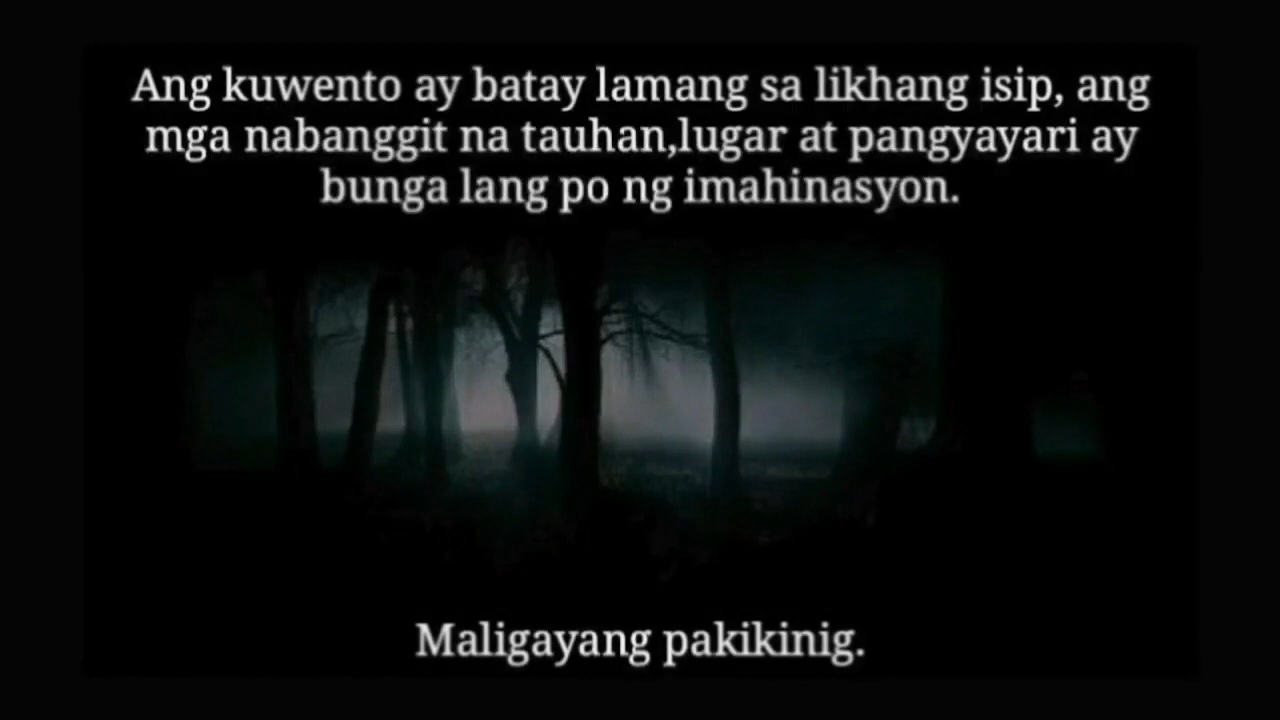 Ang kuwento ay batay lamang sa likhang isip, ang
mga nabanggit na tauhan,lugar at pangyayari ay
bunga lang po ng imahinasyon.
Maligayang pakikinig.